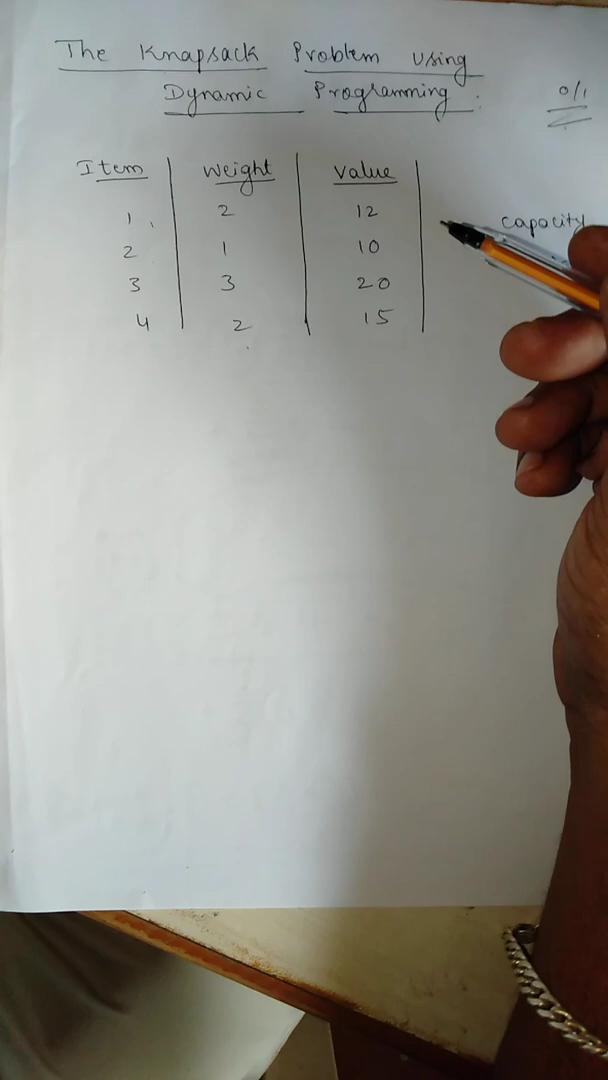 The Knapsack Problem using
Dynamic Programming :
0/1
Item Weight Value
1 2 12
capacity
2 1 10
3 3 20
4 2 15